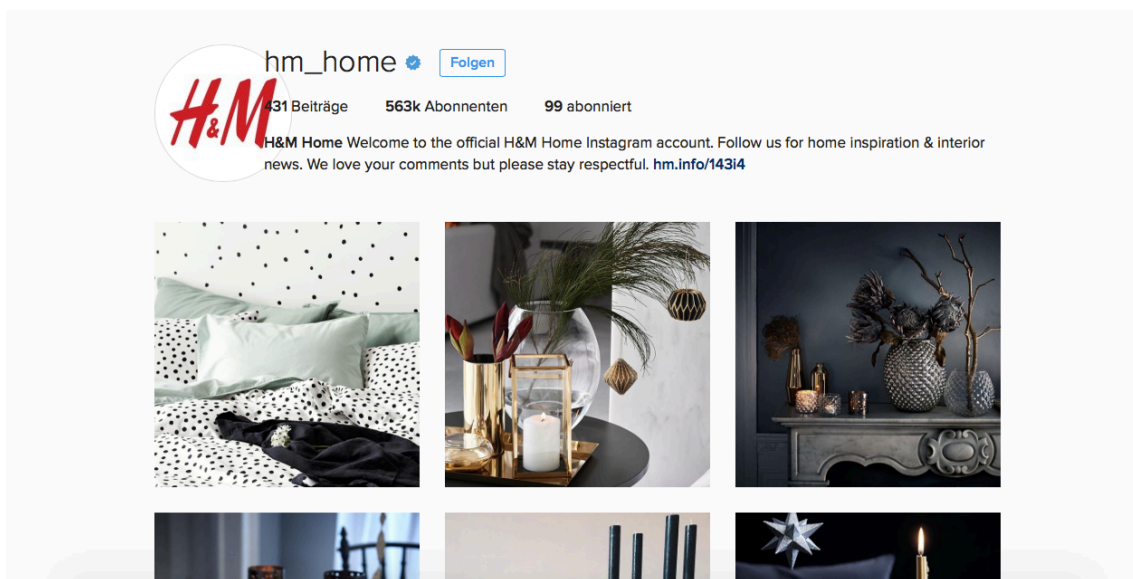 hm_home Folgen
H&M
431 Beiträge 563k Abonnenten 99 abonniert
H&M Home Welcome to the official H&M Home Instagram account. Follow us for home inspiration & interior
news. We love your comments but please stay respectful. hm.info/143i4